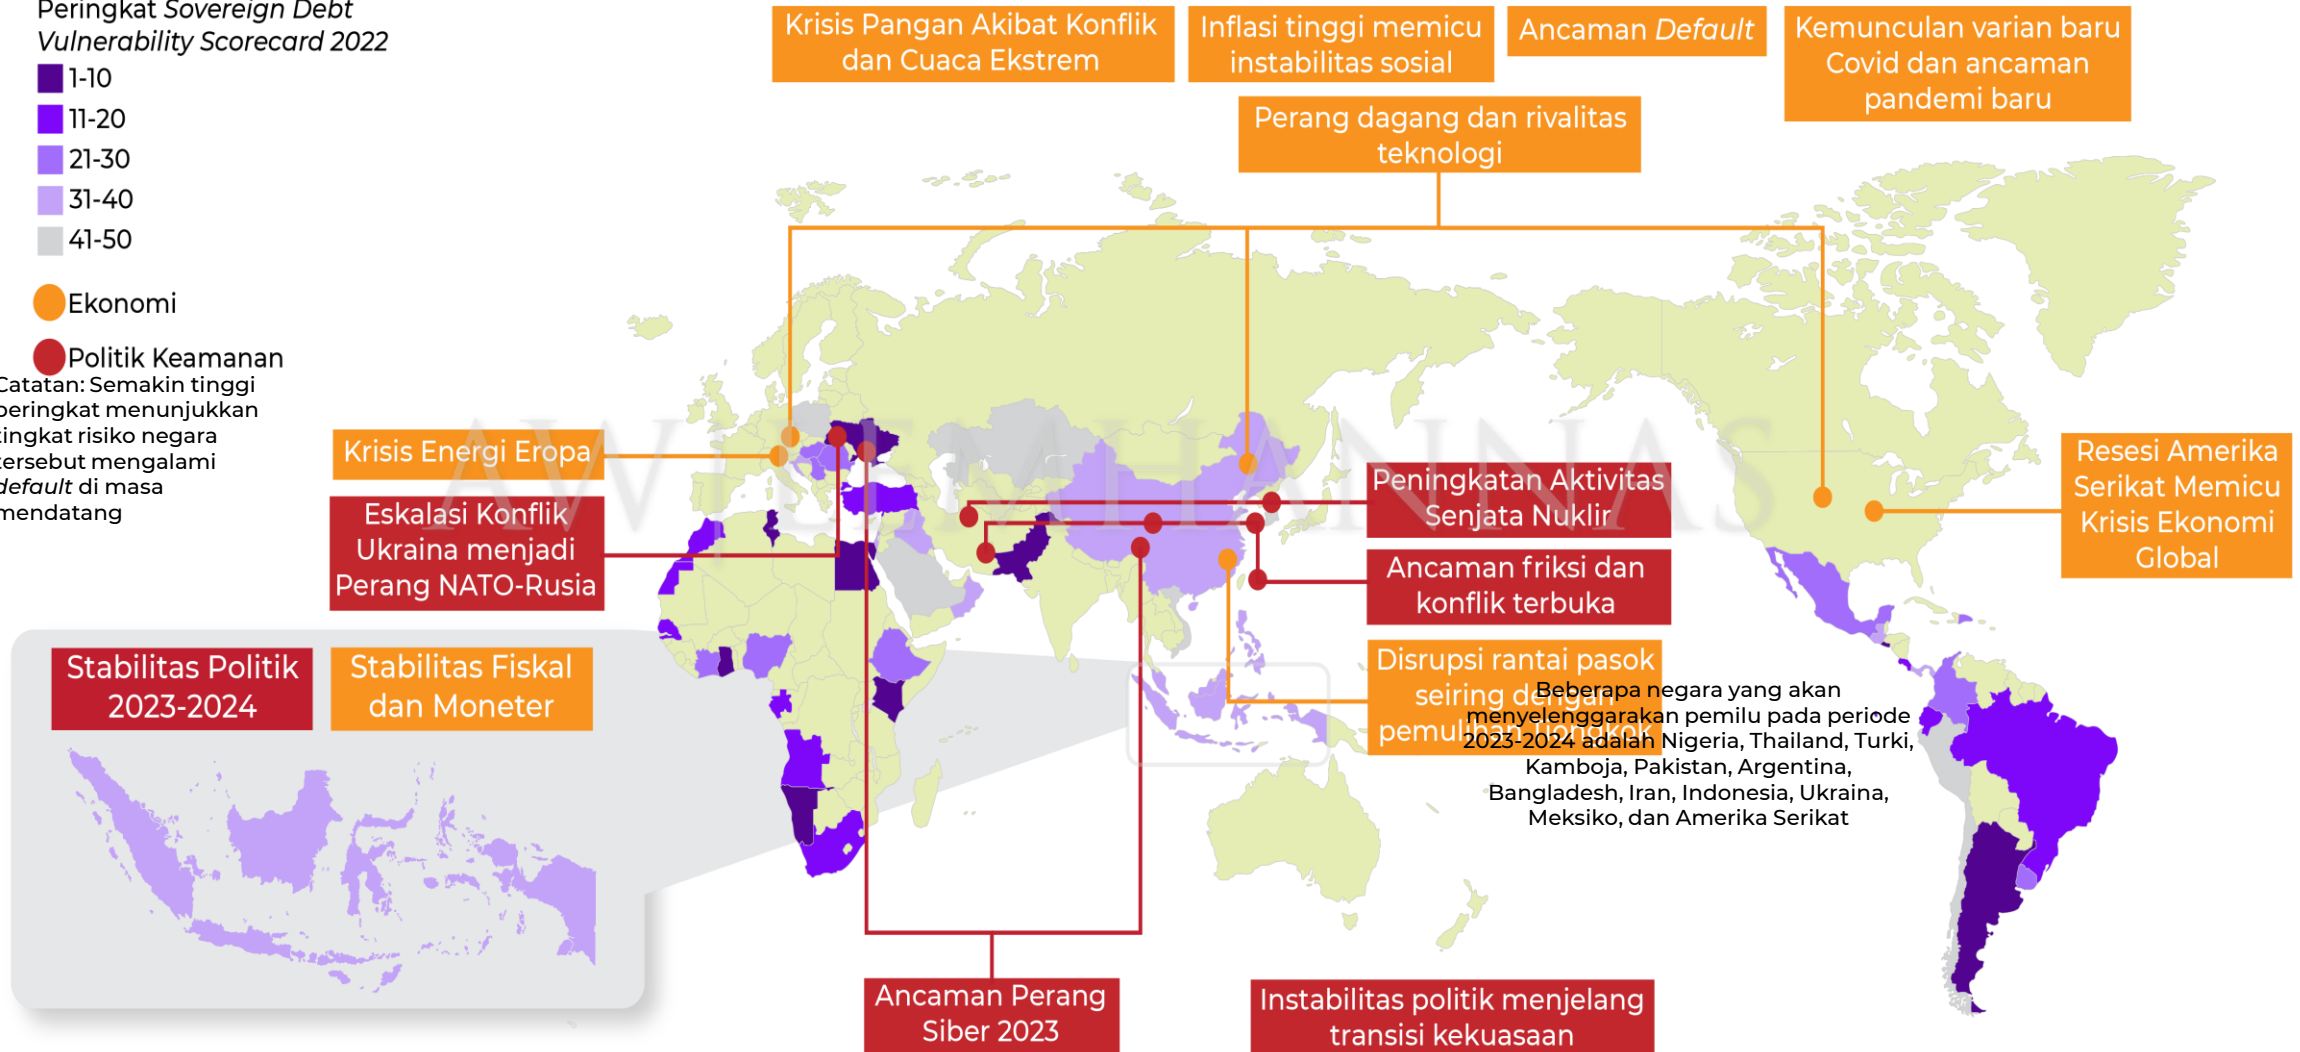 Peringkat Sovereign Debt
Vulnerability Scorecard 2022
1-10
11-20
21-30
31-40
41-50
Ekonomi
Politik Keamanan
Catatan: Semakin tinggi
peringkat menunjukkan
tingkat risiko negara
tersebut mengalami
default di masa
mendatang
Krisis Pangan Akibat Konflik
dan Cuaca Ekstrem
Inflasi tinggi memicu
instabilitas sosial
Ancaman Default
Kemunculan varian baru
Covid dan ancaman
pandemi baru
Perang dagang dan rivalitas
teknologi
Krisis Energi Eropa
Eskalasi Konflik
Ukraina menjadi
Perang NATO-Rusia
AWI LEMHANNAS
Peningkatan Aktivitas
Senjata Nuklir
Ancaman friksi dan
konflik terbuka
Resesi Amerika
Serikat Memicu
Krisis Ekonomi
Global
Disrupsi rantai pasok
seiring dengan
pemulihan Tiongkok
Beberapa negara yang akan
menyelenggarakan pemilu pada periode
2023-2024 adalah Nigeria, Thailand, Turki,
Kamboja, Pakistan, Argentina,
Bangladesh, Iran, Indonesia, Ukraina,
Meksiko, dan Amerika Serikat
Stabilitas Politik
2023-2024
Stabilitas Fiskal
dan Moneter
Ancaman Perang
Siber 2023
Instabilitas politik menjelang
transisi kekuasaan